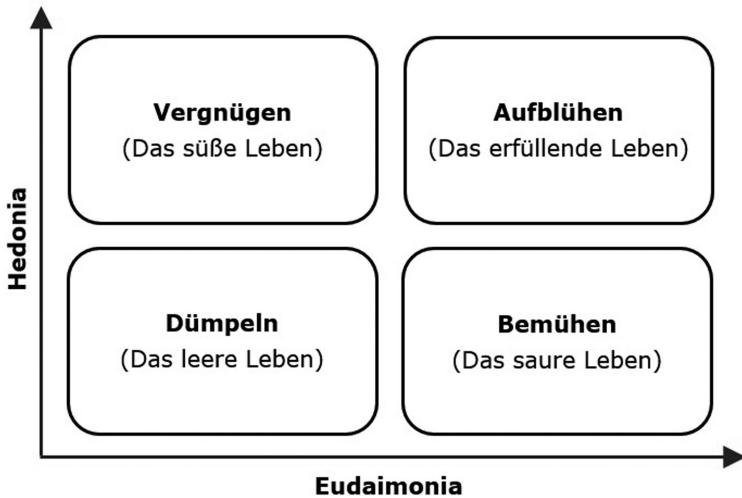 Vergnügen
(Das süße Leben)
Aufblühen
(Das erfüllende Leben)
Hedonia
Dümpeln
(Das leere Leben)
Bemühen
(Das saure Leben)
Eudaimonia